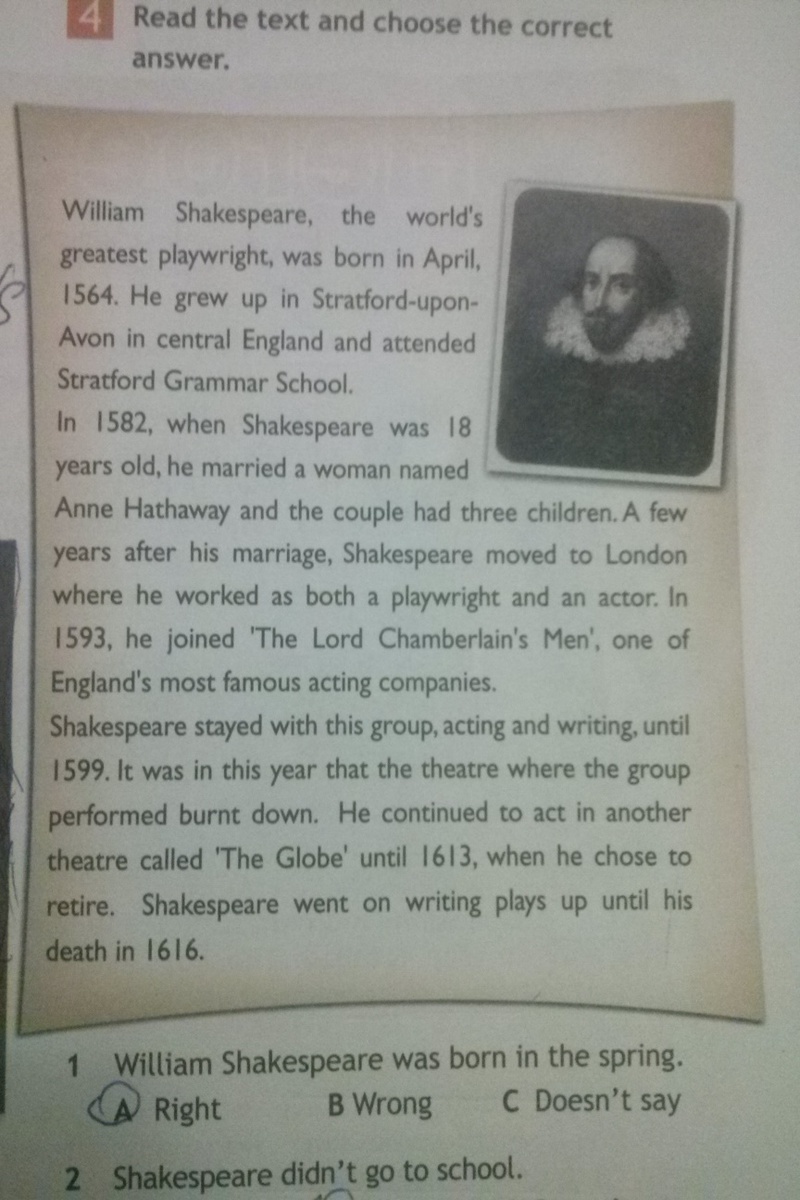 4 Read the text and choose the correct
answer.
William Shakespeare, the world's
greatest playwright, was born in April,
1564. He grew up in Stratford-upon-
Avon in central England and attended
Stratford Grammar School.
In 1582, when Shakespeare was 18
years old, he married a woman named
Anne Hathaway and the couple had three children. A few
years after his marriage, Shakespeare moved to London
where he worked as both a playwright and an actor. In
1593, he joined 'The Lord Chamberlain's Men', one of
England's most famous acting companies.
Shakespeare stayed with this group, acting and writing, until
1599. It was in this year that the theatre where the group
performed burnt down. He continued to act in another
theatre called 'The Globe' until 1613, when he chose to
retire. Shakespeare went on writing plays up until his
death in 1616.
1 William Shakespeare was born in the spring.
A Right B Wrong C Doesn't say
2 Shakespeare didn't go to school.